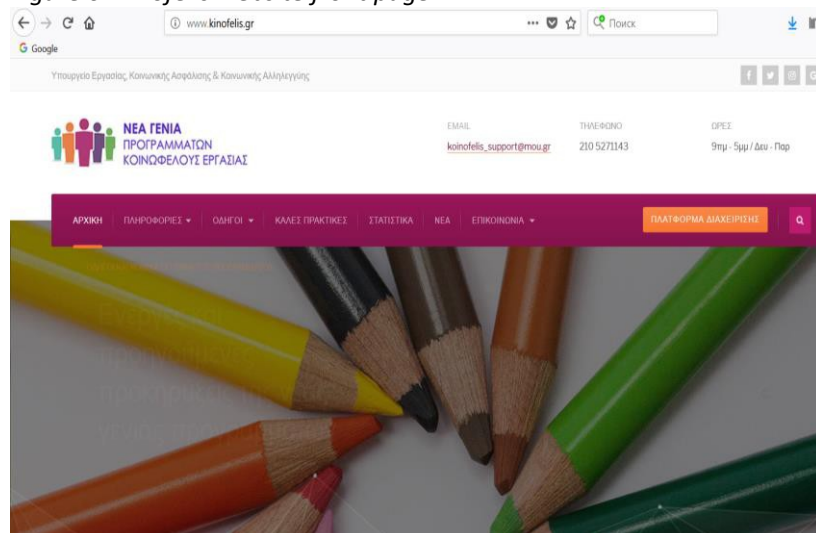 www.kinofelis.gr
Поиск
Google
Υπουργείο Εργασίας, Κοινωνικής Ασφάλισης & Κοινωνικής Αλληλεγγύης
ΝΕΑ ΓΕΝΙΑ
ΠΡΟΓΡΑΜΜΑΤΩΝ
ΚΟΙΝΩΦΕΛΟΥΣ ΕΡΓΑΣΙΑΣ
EMAIL
koinofelis_support@mou.gr
ΤΗΛΕΦΩΝΟ
210 5271143
ΩΡΕΣ
9πμ - 5μμ / Δευ - Παρ
ΑΡΧΙΚΗ ΠΛΗΡΟΦΟΡΙΕΣ ΟΔΗΓΟΙ ΚΑΛΕΣ ΠΡΑΚΤΙΚΕΣ ΣΤΑΤΙΣΤΙΚΑ ΝΕΑ ΕΠΙΚΟΙΝΩΝΙΑ ΠΛΑΤΦΟΡΜΑ ΔΙΑΧΕΙΡΙΣΗΣ